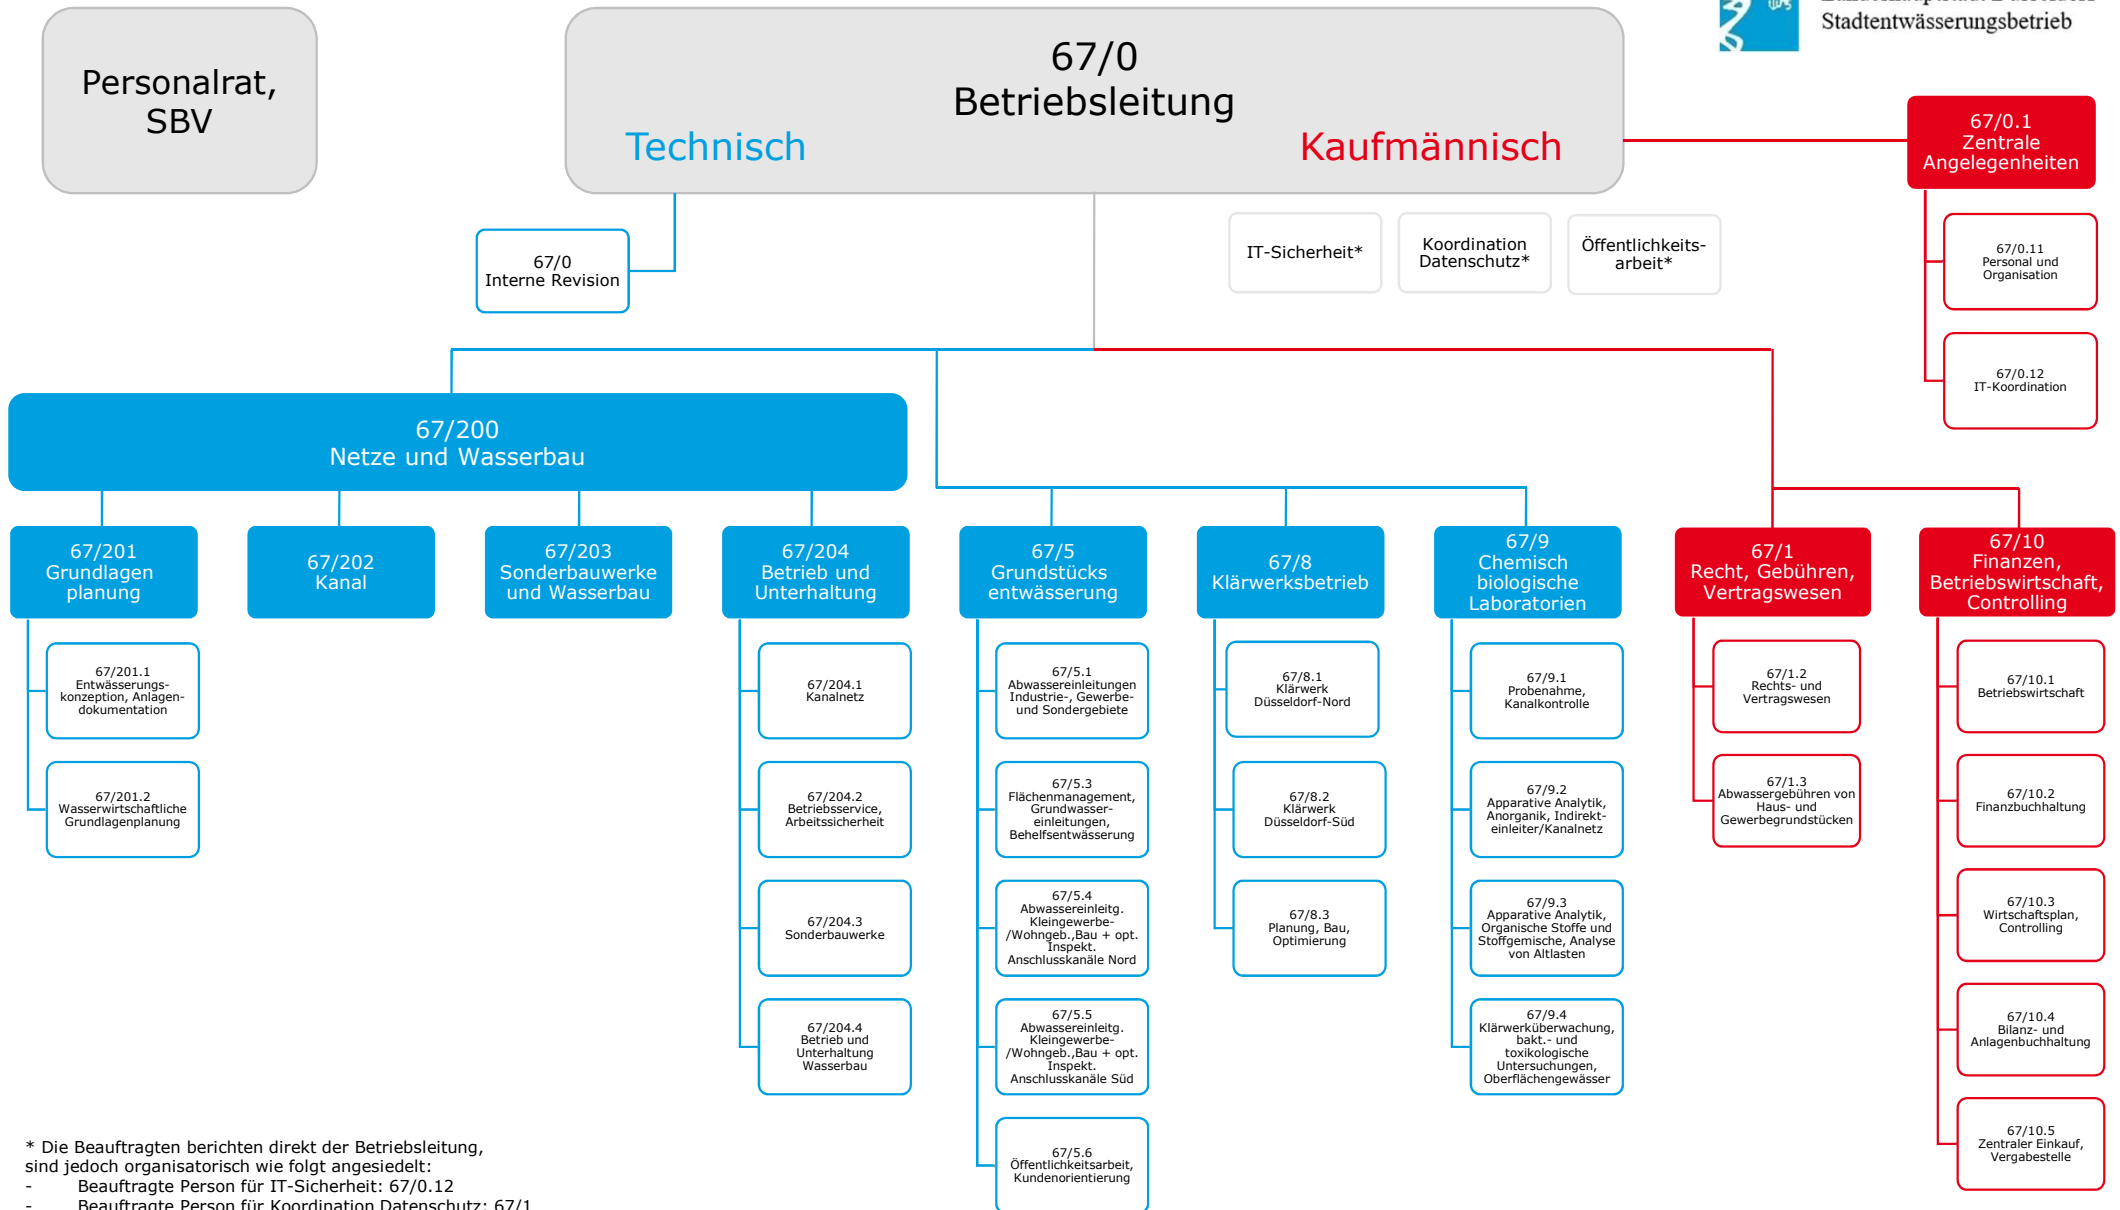 Stadtentwässerungsbetrieb
Personalrat,
SBV
67/0
Betriebsleitung
Technisch
Kaufmännisch
67/0.1
Zentrale
Angelegenheiten
67/0
Interne Revision
IT-Sicherheit*
Koordination
Datenschutz*
Öffentlichkeits-
arbeit*
67/0.11
Personal und
Organisation
67/0.12
IT-Koordination
67/200
Netze und Wasserbau
67/201
Grundlagen
planung
67/202
Kanal
67/203
Sonderbauwerke
und Wasserbau
67/204
Betrieb und
Unterhaltung
67/5
Grundstücks
entwässerung
67/8
Klärwerksbetrieb
67/9
Chemisch
biologische
Laboratorien
67/1
Recht, Gebühren,
Vertragswesen
67/10
Finanzen,
Betriebswirtschaft,
Controlling
67/201.1
Entwässerungs-
konzeption, Anlagen-
dokumentation
67/201.2
Wasserwirtschaftliche
Grundlagenplanung
67/204.1
Kanalnetz
67/204.2
Betriebsservice,
Arbeitssicherheit
67/204.3
Sonderbauwerke
67/204.4
Betrieb und
Unterhaltung
Wasserbau
67/5.1
Abwassereinleitungen
Industrie-, Gewerbe-
und Sondergebiete
67/5.3
Flächenmanagement,
Grundwasser-
einleitungen,
Behelfsentwässerung
67/5.4
Abwassereinleitg.
Kleingewerbe-
/Wohngeb.,Bau + opt.
Inspekt.
Anschlusskanäle Nord
67/5.5
Abwassereinleitg.
Kleingewerbe-
/Wohngeb.,Bau + opt.
Inspekt.
Anschlusskanäle Süd
67/5.6
Öffentlichkeitsarbeit,
Kundenorientierung
67/8.1
Klärwerk
Düsseldorf-Nord
67/8.2
Klärwerk
Düsseldorf-Süd
67/8.3
Planung, Bau,
Optimierung
67/9.1
Probenahme,
Kanalkontrolle
67/9.2
Apparative Analytik,
Anorganik, Indirekt-
einleiter/Kanalnetz
67/9.3
Apparative Analytik,
Organische Stoffe und
Stoffgemische, Analyse
von Altlasten
67/9.4
Klärwerküberwachung,
bakt.- und
toxikologische
Untersuchungen,
Oberflächengewässer
67/1.2
Rechts- und
Vertragswesen
67/1.3
Abwassergebühren von
Haus- und
Gewerbegrundstücken
67/10.1
Betriebswirtschaft
67/10.2
Finanzbuchhaltung
67/10.3
Wirtschaftsplan,
Controlling
67/10.4
Bilanz- und
Anlagenbuchhaltung
67/10.5
Zentraler Einkauf,
Vergabestelle
* Die Beauftragten berichten direkt der Betriebsleitung,
sind jedoch organisatorisch wie folgt angesiedelt:
- Beauftragte Person für IT-Sicherheit: 67/0.12
- Beauftragte Person für Koordination Datenschutz: 67/1